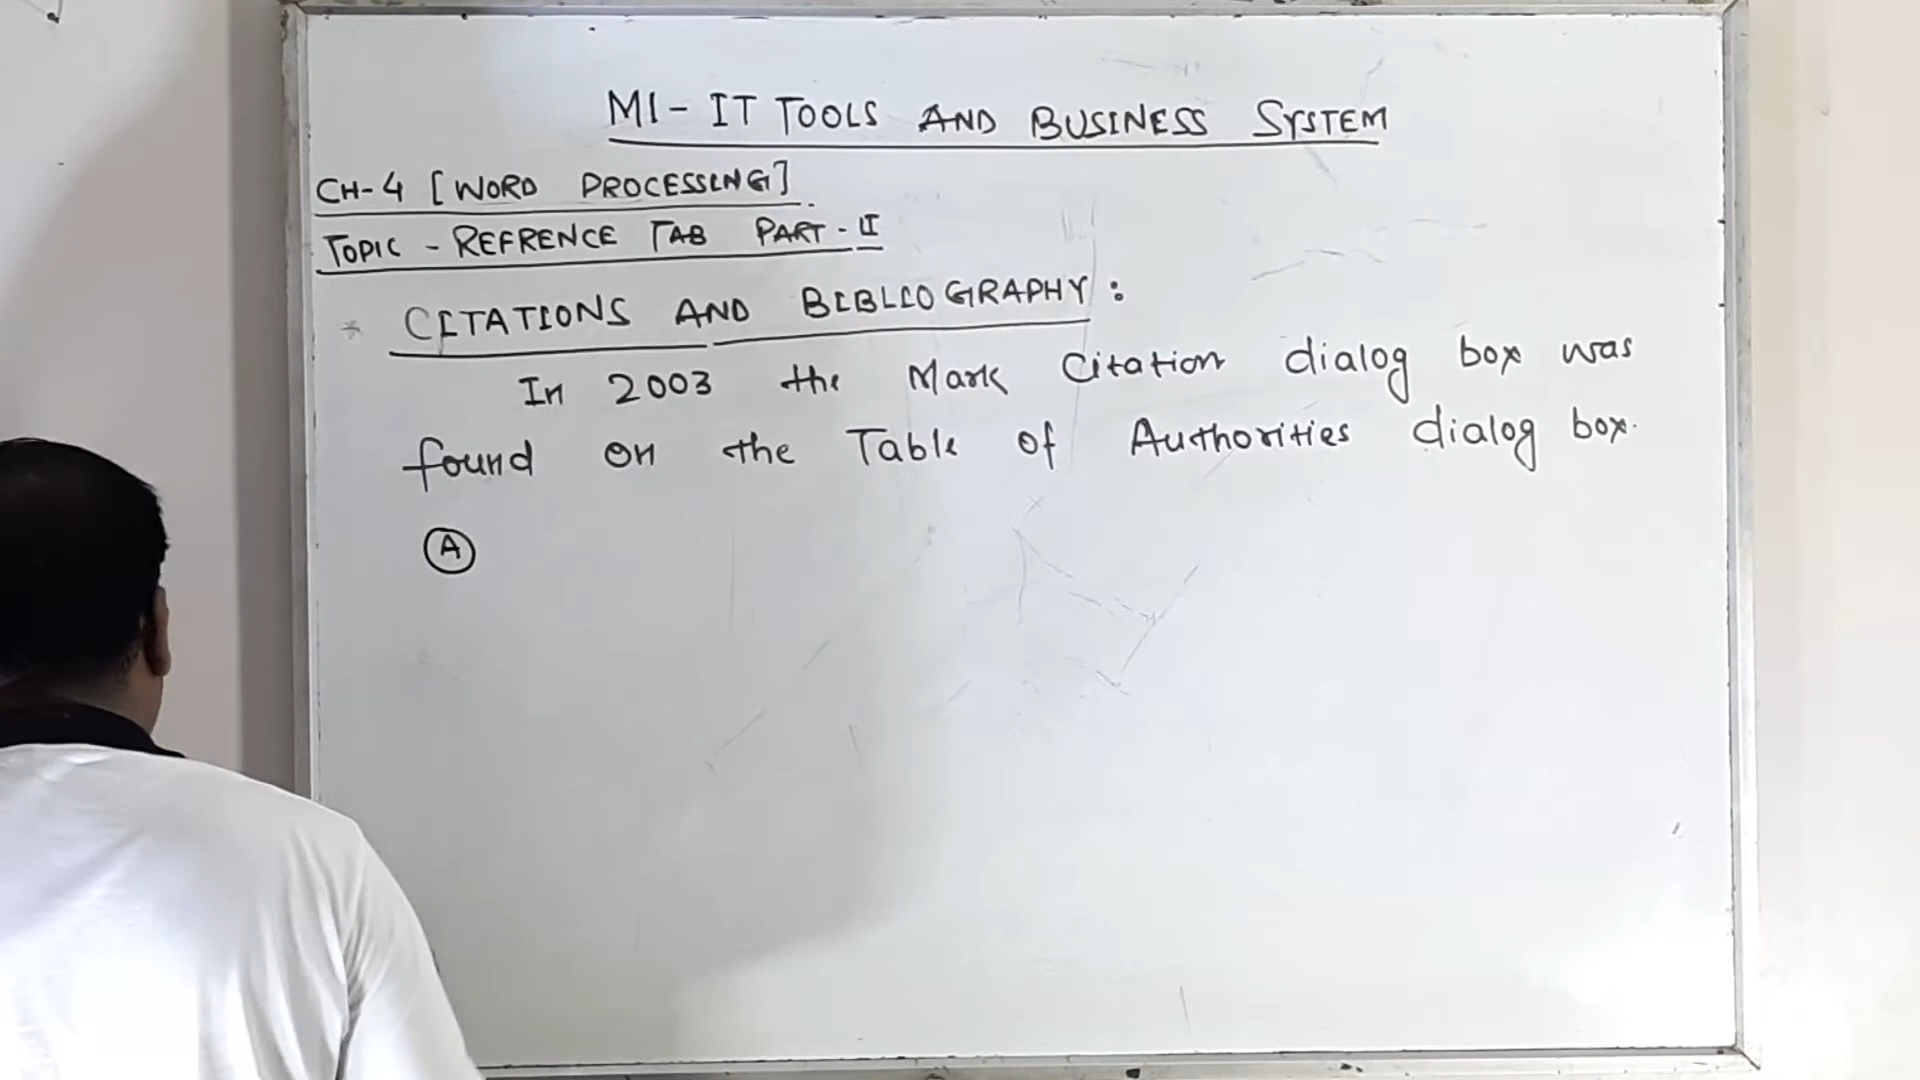 M1 - IT TOOLS AND BUSINESS SYSTEM
CH-4 [WORD PROCESSING]
TOPIC - REFRENCE TAB PART - II
* CITATIONS AND BIBLIOGRAPHY :
In 2003 the Mark Citation dialog box was
found on the Table of Authorities dialog box.
A